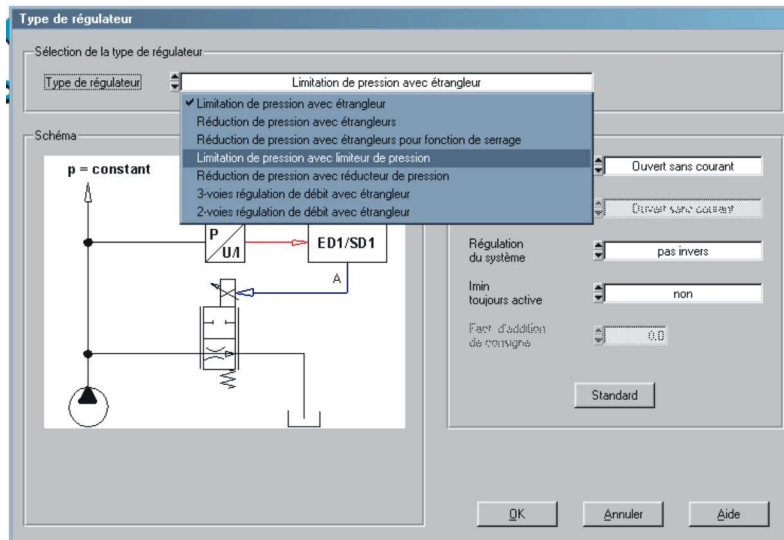 Type de régulateur
Sélection de la type de régulateur
Type de régulateur
Limitation de pression avec étrangleur
Limitation de pression avec étrangleur
Réduction de pression avec étrangleurs
Réduction de pression avec étrangleurs pour fonction de serrage
Limitation de pression avec limiteur de pression
Réduction de pression avec réducteur de pression
3-voies régulation de débit avec étrangleur
2-voies régulation de débit avec étrangleur
Schéma
p = constant
P
U/I
ED1/SD1
A
Ouvert sans courant
Ouvert sans courant
Régulation
du système
pas invers
Imin
toujours active
non
Fact. d'addition
de consigne
0.0
Standard
OK
Annuler
Aide